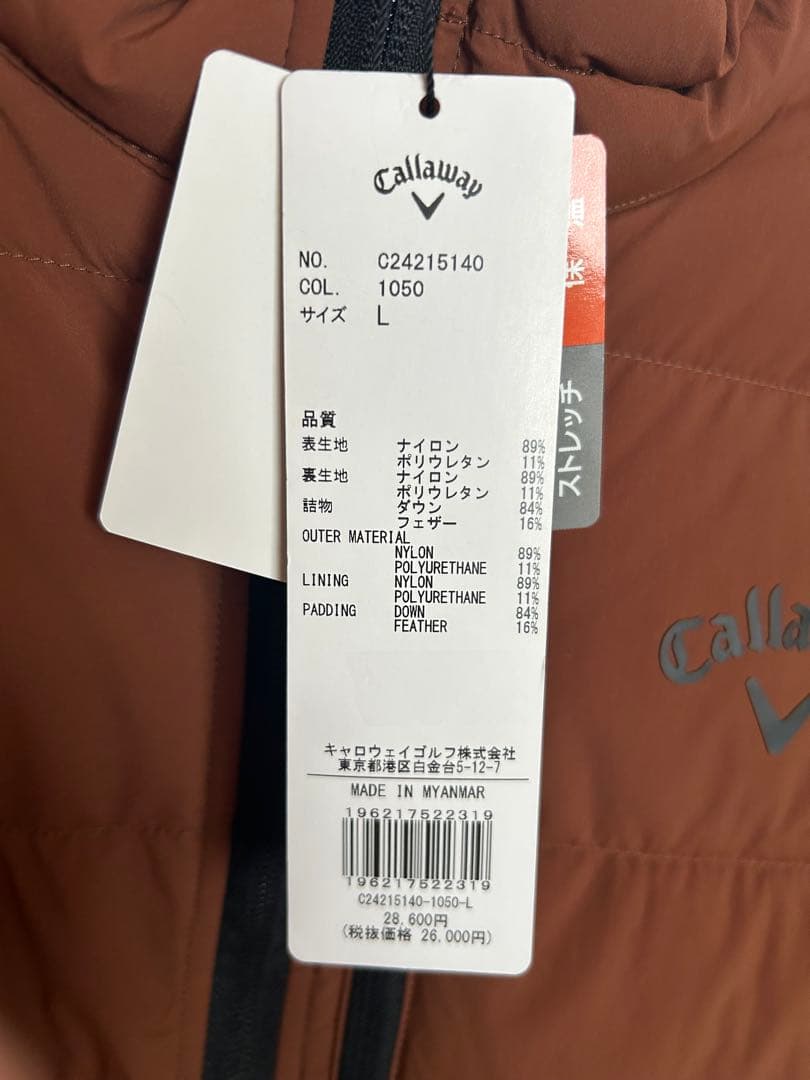 Callaway
NO. C24215140
COL. 1050
サイズ L
品質
表生地 ナイロン 89%
ポリウレタン 11%
裏生地 ナイロン 89%
ポリウレタン 11%
詰物 ダウン 84%
フェザー 16%
OUTER MATERIAL
NYLON 89%
POLYURETHANE 11%
LINING NYLON 89%
POLYURETHANE 11%
PADDING DOWN 84%
FEATHER 16%
キャロウェイゴルフ株式会社
東京都港区白金台5-12-7
MADE IN MYANMAR
196217522319
196217522319
C24215140-1050-L
28.600円
(税抜価格 26.000円)
保温
ストレッチ
Calla